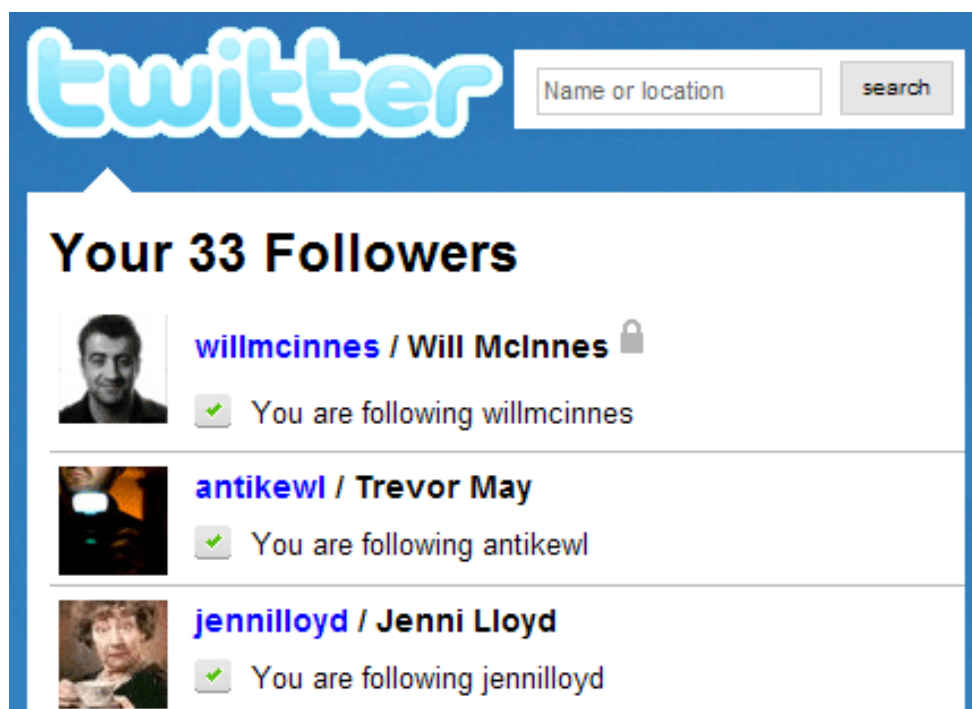 twitter
Name or location
search
Your 33 Followers
willmcinnes / Will McInnes
You are following willmcinnes
antikewl / Trevor May
You are following antikewl
jennilloyd / Jenni Lloyd
You are following jennilloyd